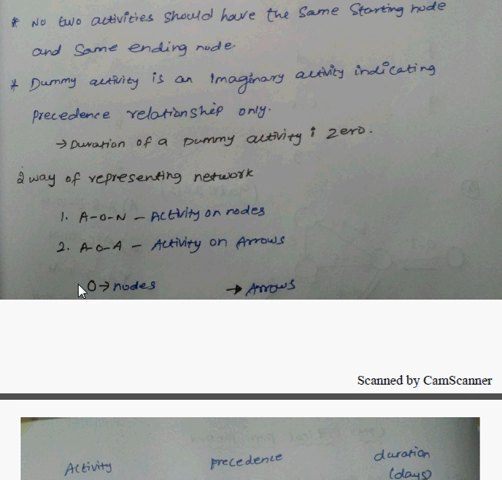 * No two activities should have the same starting node
and same ending node.
* Dummy activity is an Imaginary activity indicating
precedence relationship only.
→ Duration of a Dummy activity is zero.
2 way of representing network
1. A-O-N - Activity on nodes
2. A-O-A - Activity on Arrows
O → nodes → Arrows
Scanned by CamScanner
Activity precedence duration
(days)